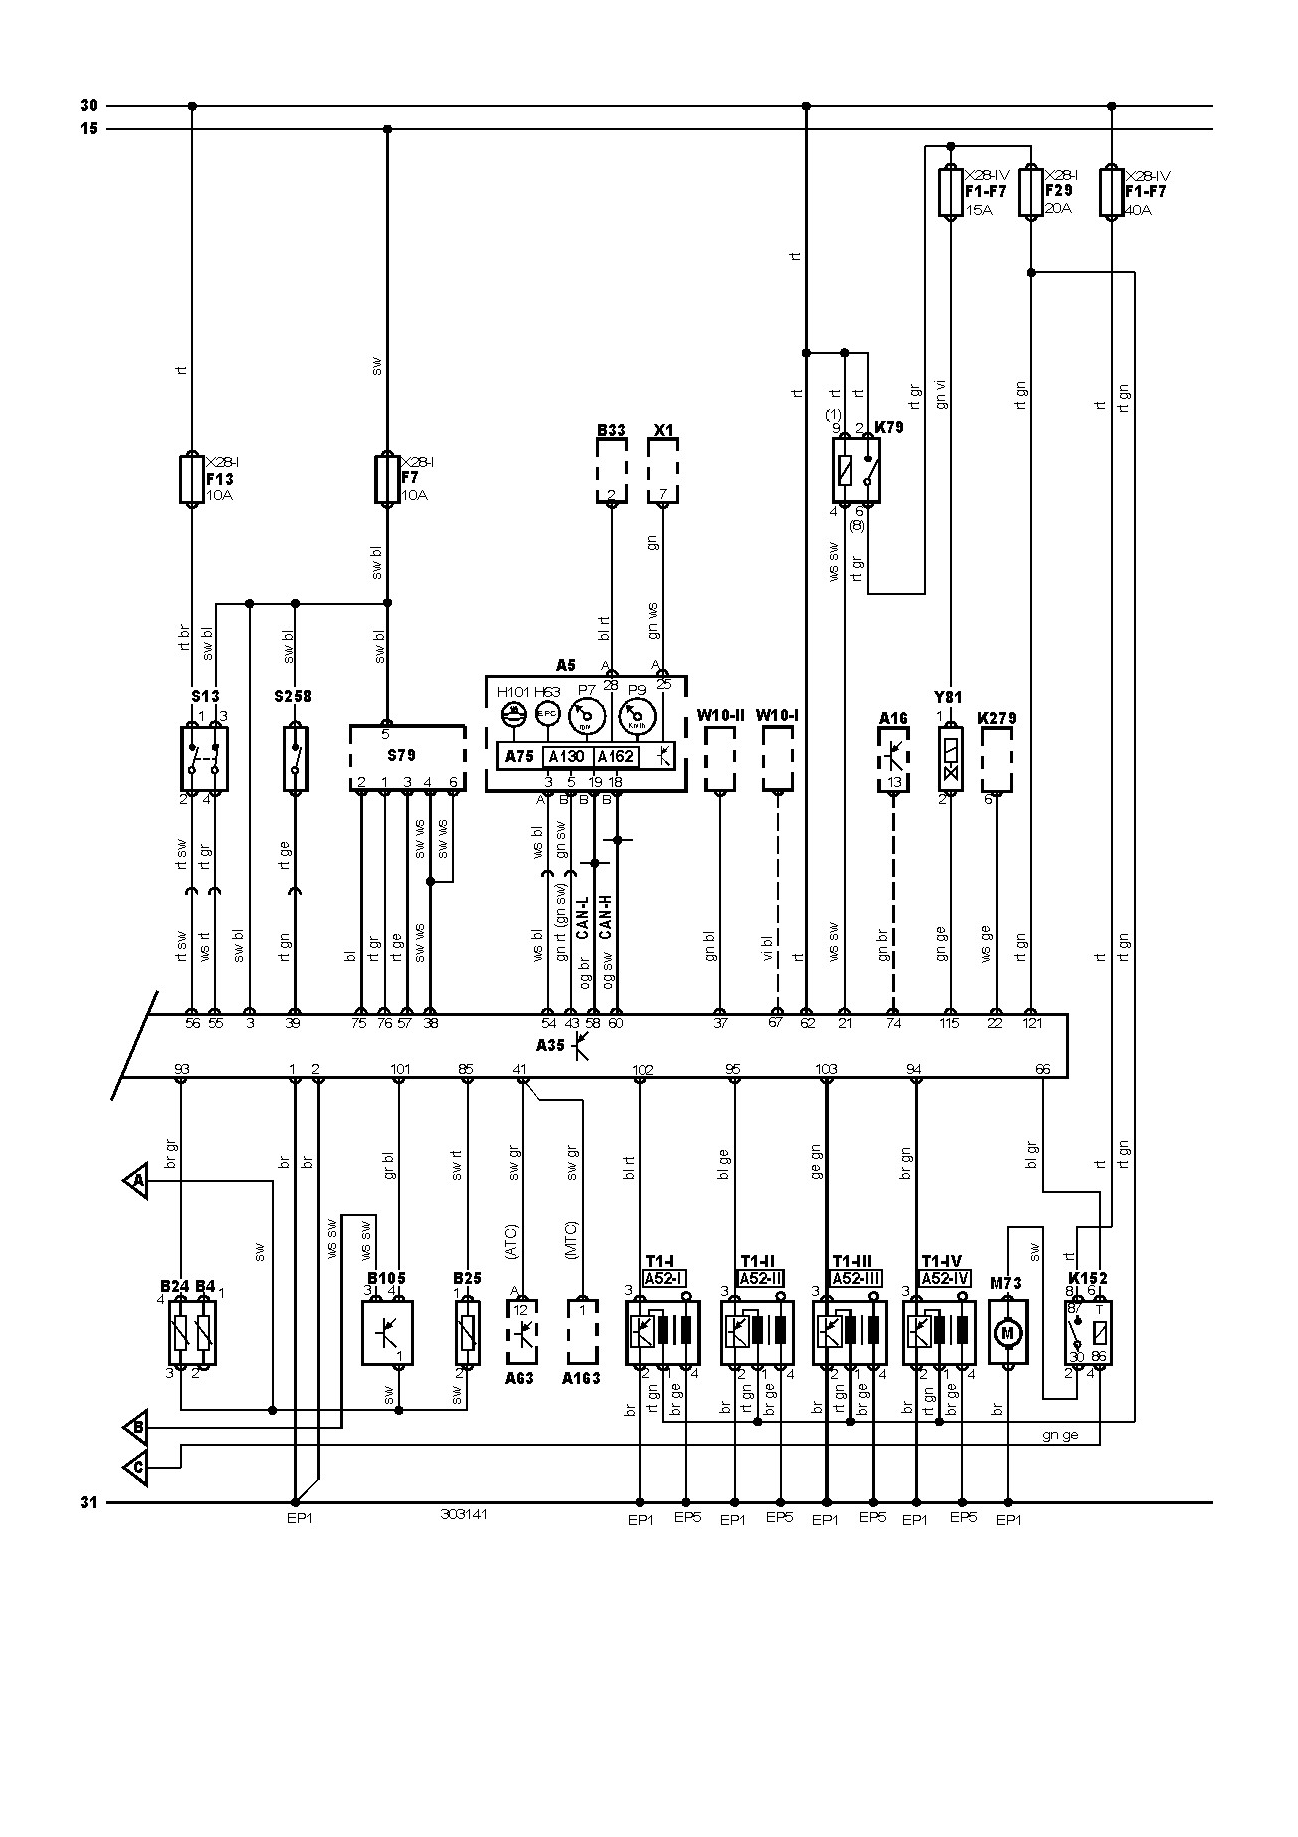 30
15
X28-IV
F1-F7
15A
X28-I
F29
20A
X28-IV
F1-F7
40A
rt
rt
sw
rt
rt
rt
rt gr
gn vi
rt gn
rt
rt gn
(1)
9 2
K79
B33
X1
X28-I
F13
10A
X28-I
F7
10A
2
7
4 6
(8)
sw bl
gn
ws sw
rt gr
rt br
sw bl
sw bl
sw bl
bl rt
gn ws
A5
A
A
28
25
S13
S258
1 3
H101
H63
P7
P9
EPC
rpm
Km/h
5
S79
A75
A130
A162
W10-II
W10-I
A16
Y81
1
K279
13
2 1 3 4 6
3 5 19 18
2 4
A B B B
2
6
rt sw
rt gr
rt ge
sw ws
sw ws
ws bl
gn sw
rt sw
ws rt
sw bl
rt gn
bl
rt gr
rt ge
sw ws
ws bl
gn rt (gn sw)
CAN-L
og br
CAN-H
og sw
gn bl
vi bl
rt
ws sw
gn br
gn ge
ws ge
rt gn
rt
rt gn
56 55 3 39 75 76 57 38 54 43 58 60 37 67 62 21 74 115 22 121
A35
93 1 2 101 85 41 102 95 103 94 66
br gr
br
br
gr bl
sw rt
sw gr
sw gr
bl rt
bl ge
ge gn
br gn
bl gr
rt
rt gn
A
sw
ws sw
ws sw
(ATC)
(MTC)
sw
rt
T1-I
A52-I
T1-II
A52-II
T1-III
A52-III
T1-IV
A52-IV
M73
K152
B24
B4
B105
B25
4 1
3 4
1
A
12
1
3
3
3
3
8 6
87 T
M
30 86
1
3 2
2
A63
A163
2 1 4
2 1 4
2 1 4
2 1 4
2 4
sw
sw
br
rt gn
br ge
br
rt gn
br ge
br
rt gn
br ge
br
rt gn
br ge
br
B
gn ge
C
31
EP1
303141
EP1
EP5
EP1
EP5
EP1
EP5
EP1
EP5
EP1